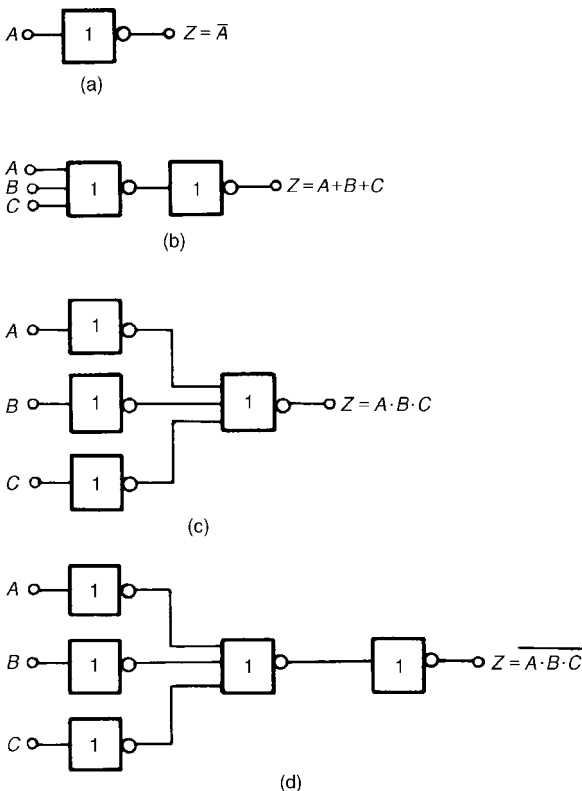 A 1 Z = A̅
(a)
A
B 1 1 Z = A+B+C
C
(b)
A 1
B 1 1 Z = A·B·C
C 1
(c)
A 1
B 1 1 1 Z = A̅·̅B̅·̅C̅
C 1
(d)